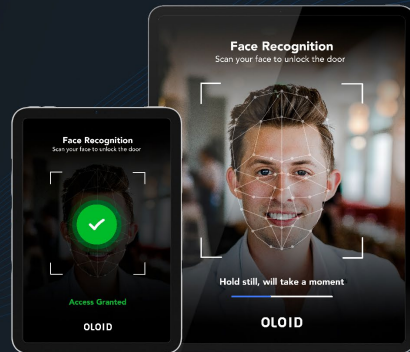 Face Recognition
Scan your face to unlock the door
Access Granted
OLOID
Face Recognition
Scan your face to unlock the door
Hold still, will take a moment
OLOID